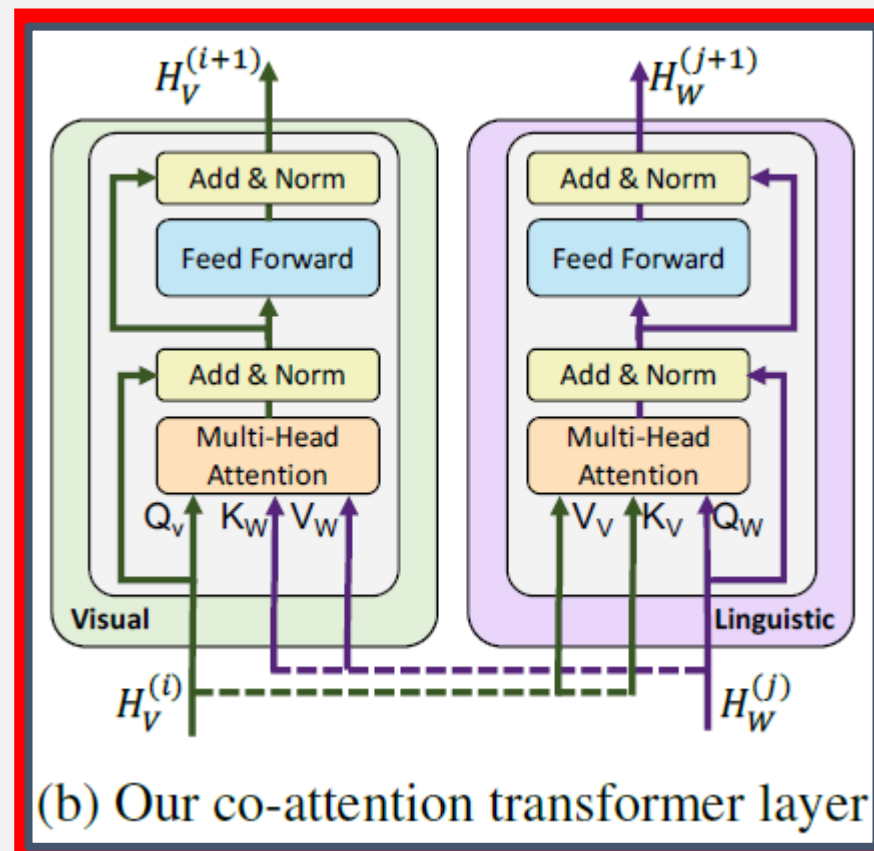 H_V^(i+1)
H_W^(j+1)
Add & Norm
Feed Forward
Add & Norm
Multi-Head
Attention
Q_v K_W V_W
Visual
H_V^(i)
Add & Norm
Feed Forward
Add & Norm
Multi-Head
Attention
V_V K_V Q_W
Linguistic
H_W^(j)
(b) Our co-attention transformer layer